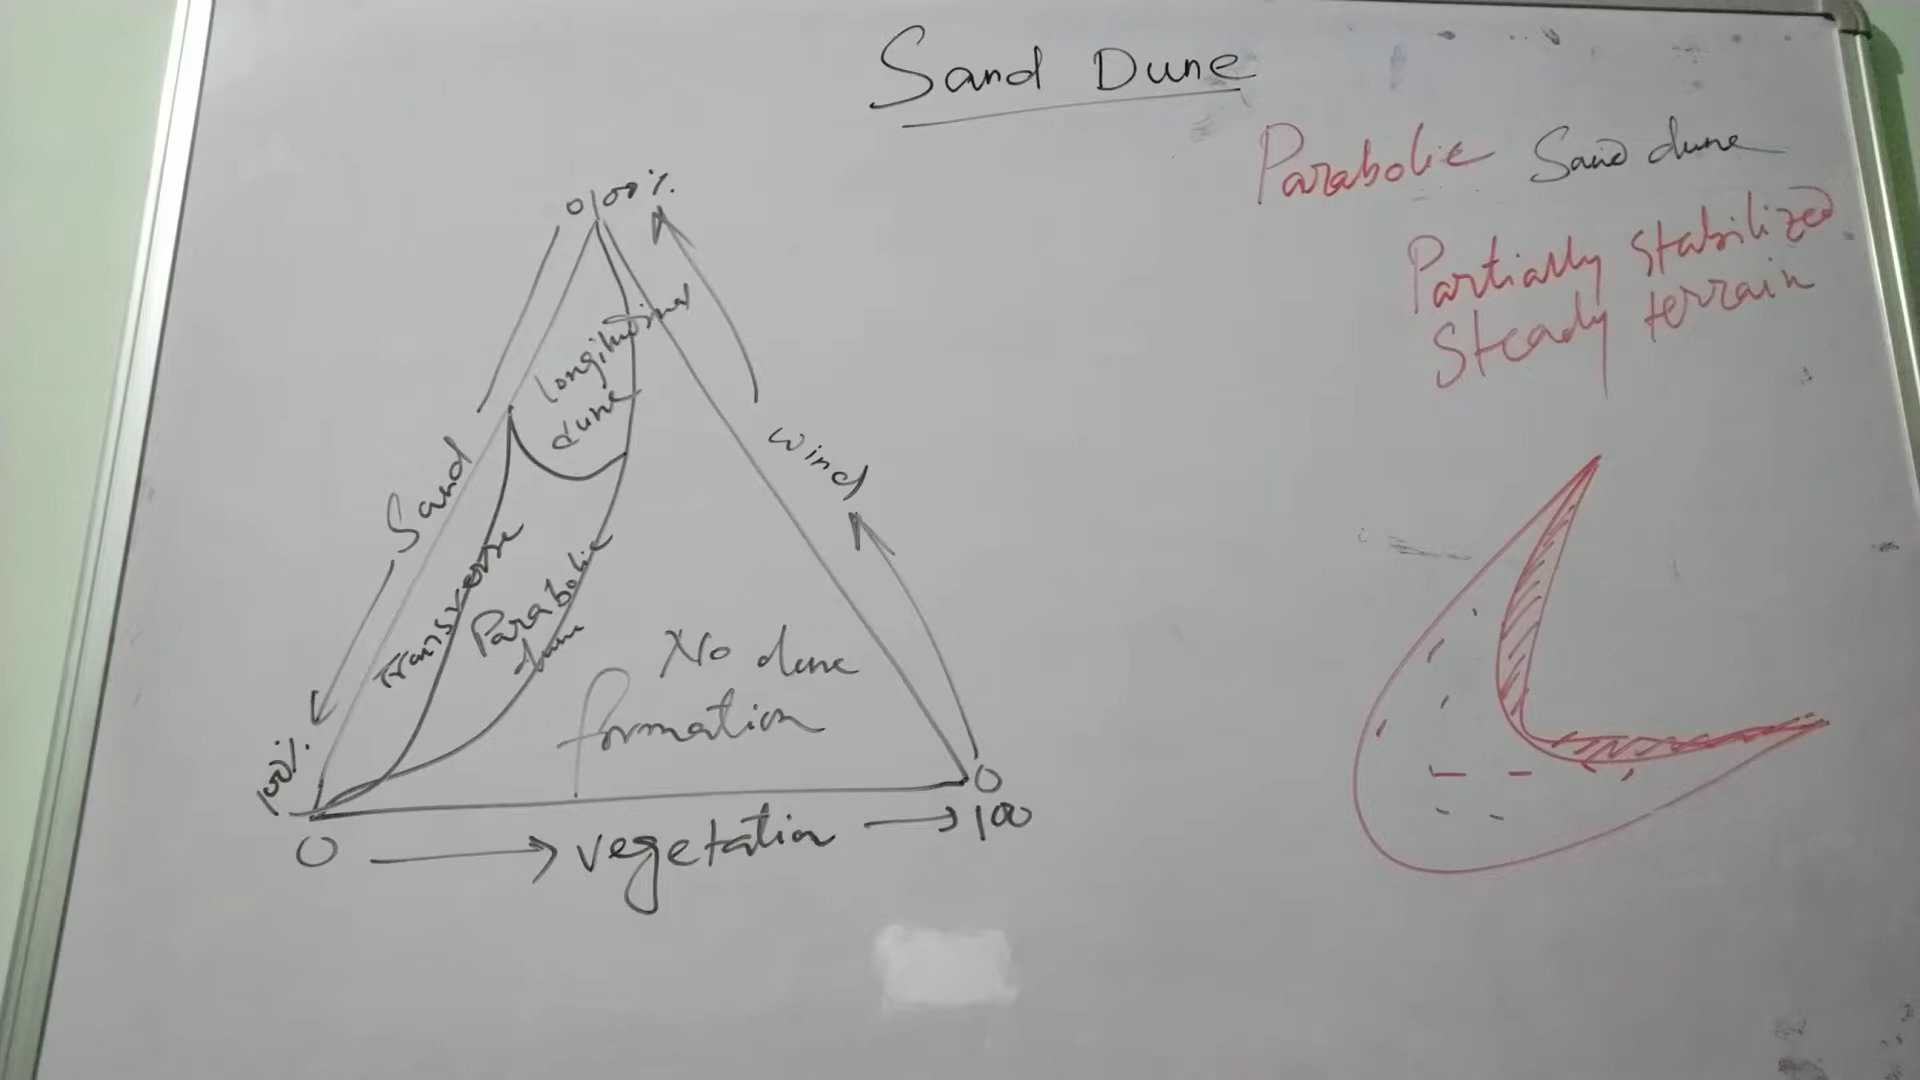 Sand Dune
Parabolic Sand dune
Partially stabilized
Steady terrain
0/100%
longitudinal
dune
Sand
wind
Transverse
Parabolic
dune
No dune
formation
100%
0
0
100
vegetation